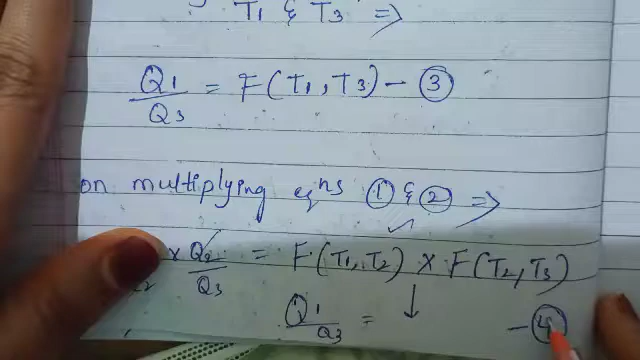 T1 & T3 =>
Q1/Q3 = F(T1, T3) - ③
on multiplying eqns ① & ② =>
× Q2/Q3 = F(T1, T2) × F(T2, T3)
Q1/Q3 = ↓ - ④